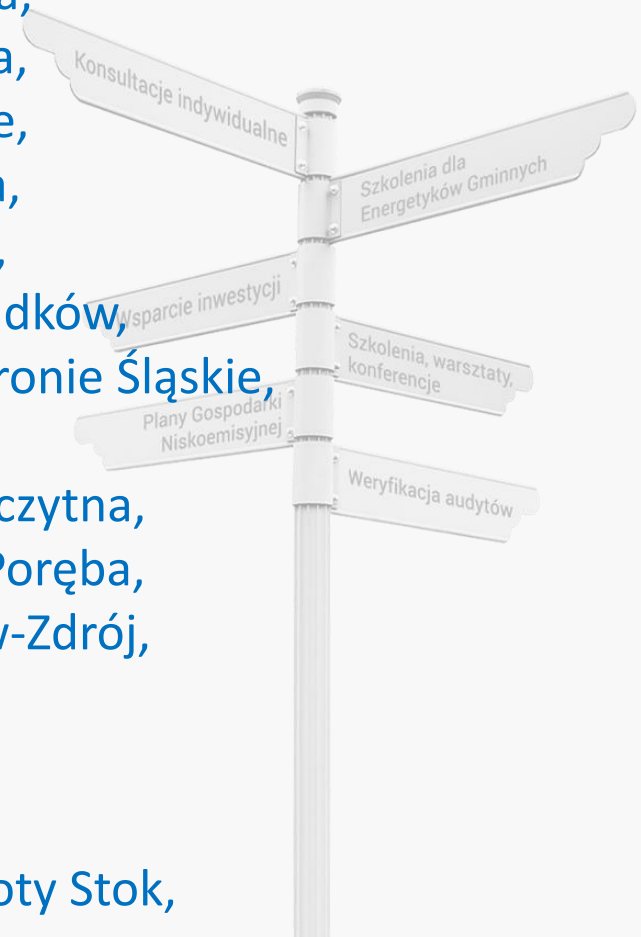 a,
a,
e,
,
,
dków,
ronie Śląskie,
czytna,
Poręba,
w-Zdrój,
oty Stok,
Konsultacje indywidualne
Szkolenia dla
Energetyków Gminnych
Wsparcie inwestycji
Szkolenia, warsztaty,
konferencje
Plany Gospodarki
Niskoemisyjnej
Weryfikacja audytów